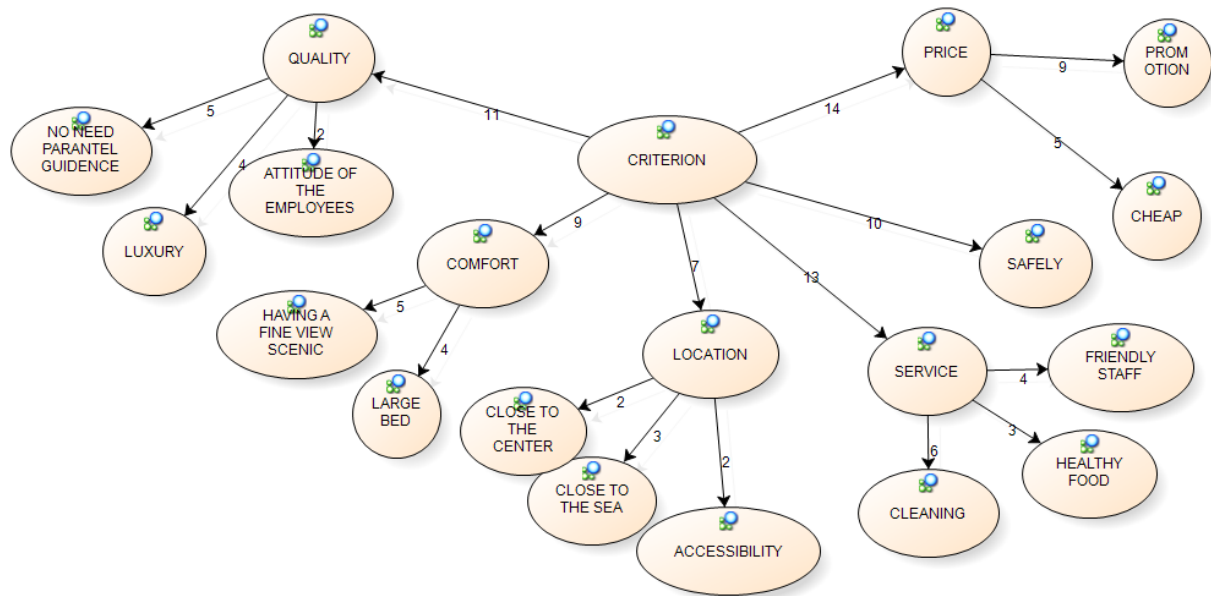 QUALITY
PRICE
PROM
OTION
9
5
11
14
NO NEED
PARANTEL
GUIDENCE
2
4
5
CRITERION
ATTITUDE OF
THE
EMPLOYEES
CHEAP
LUXURY
9
10
COMFORT
7
13
SAFELY
HAVING A
FINE VIEW
SCENIC
5
4
LOCATION
SERVICE
4
FRIENDLY
STAFF
LARGE
BED
2
3
2
6
3
CLOSE TO
THE
CENTER
HEALTHY
FOOD
CLOSE TO
THE SEA
CLEANING
ACCESSIBILITY